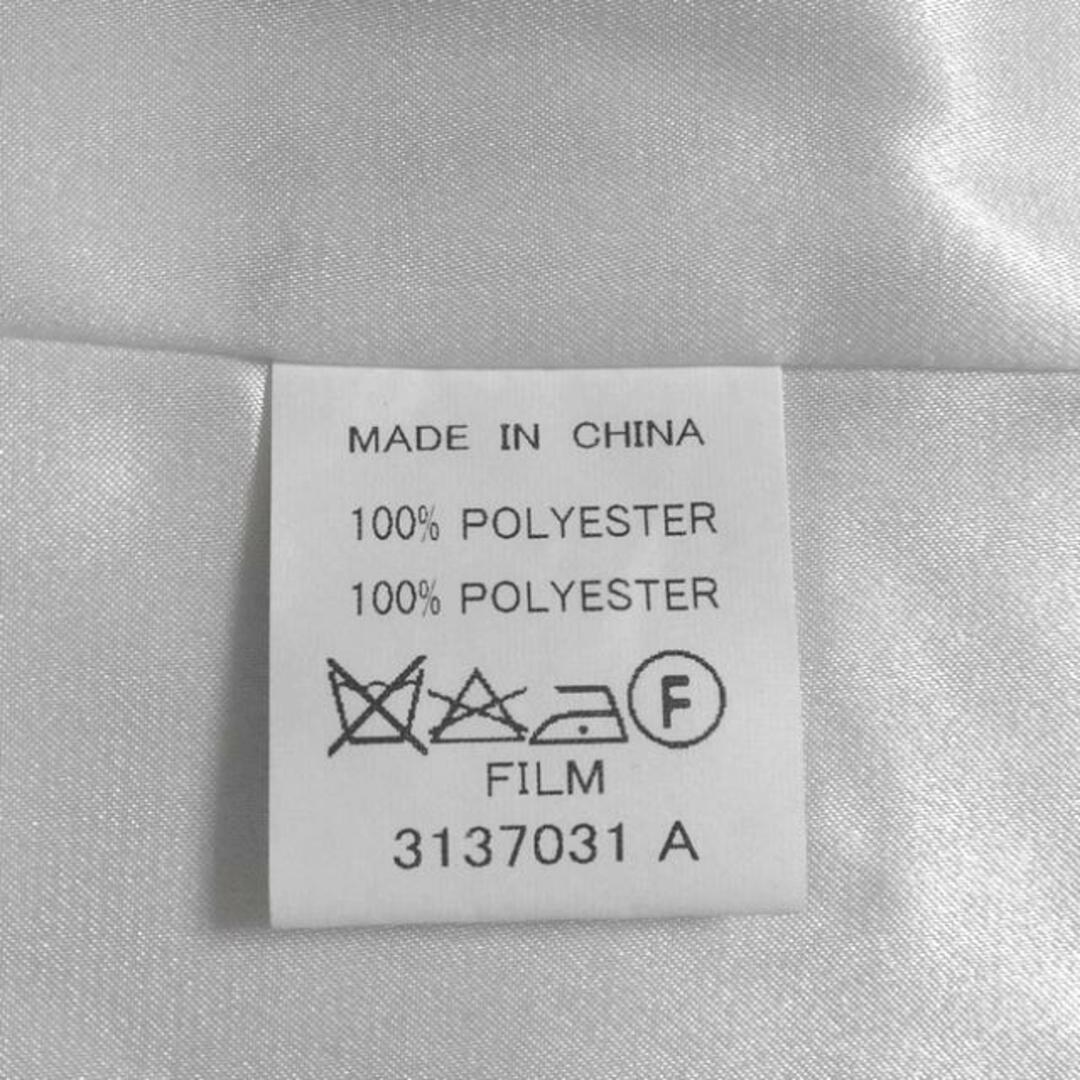 MADE IN CHINA
100% POLYESTER
100% POLYESTER
F
FILM
3137031 A